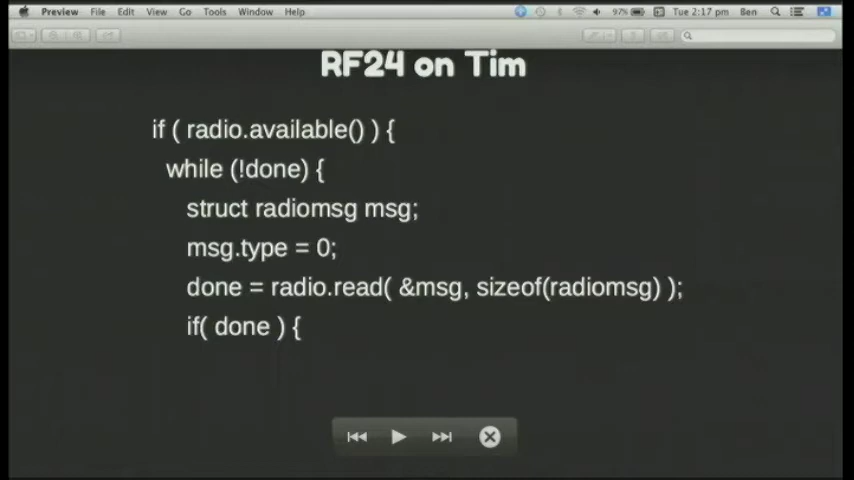 Preview File Edit View Go Tools Window Help 97% Tue 2:17 pm Ben
RF24 on Tim
if ( radio.available() ) {
while (!done) {
struct radiomsg msg;
msg.type = 0;
done = radio.read( &msg, sizeof(radiomsg) );
if( done ) {